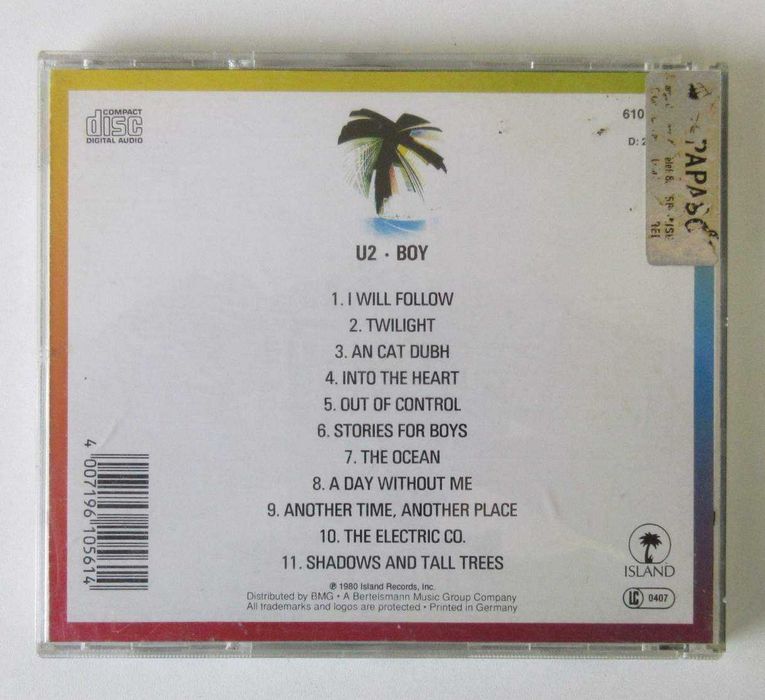 COMPACT
disc
DIGITAL AUDIO
610
D: 2
PAPASO
U2 · BOY
1. I WILL FOLLOW
2. TWILIGHT
3. AN CAT DUBH
4. INTO THE HEART
5. OUT OF CONTROL
6. STORIES FOR BOYS
7. THE OCEAN
8. A DAY WITHOUT ME
9. ANOTHER TIME, ANOTHER PLACE
10. THE ELECTRIC CO.
11. SHADOWS AND TALL TREES
℗ 1980 Island Records, Inc.
Distributed by BMG · A Bertelsmann Music Group Company
All trademarks and logos are protected · Printed in Germany
4 007196 105614
ISLAND
LC 0407